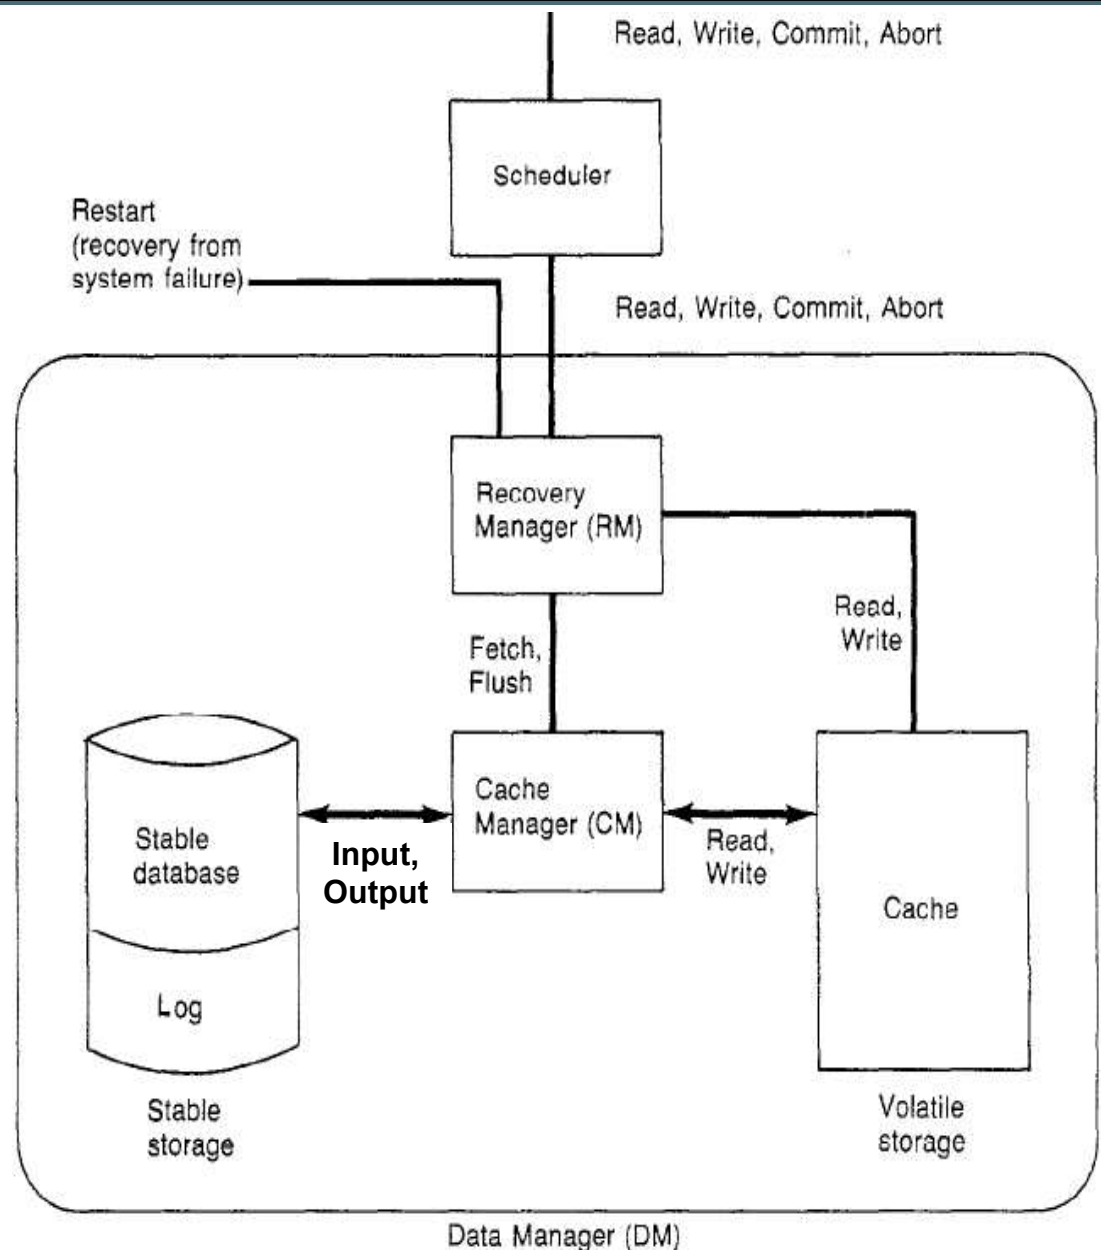 Read, Write, Commit, Abort
Scheduler
Restart
(recovery from
system failure)
Read, Write, Commit, Abort
Recovery
Manager (RM)
Read,
Write
Fetch,
Flush
Cache
Manager (CM)
Stable
database
Input,
Output
Read,
Write
Cache
Log
Stable
storage
Volatile
storage
Data Manager (DM)